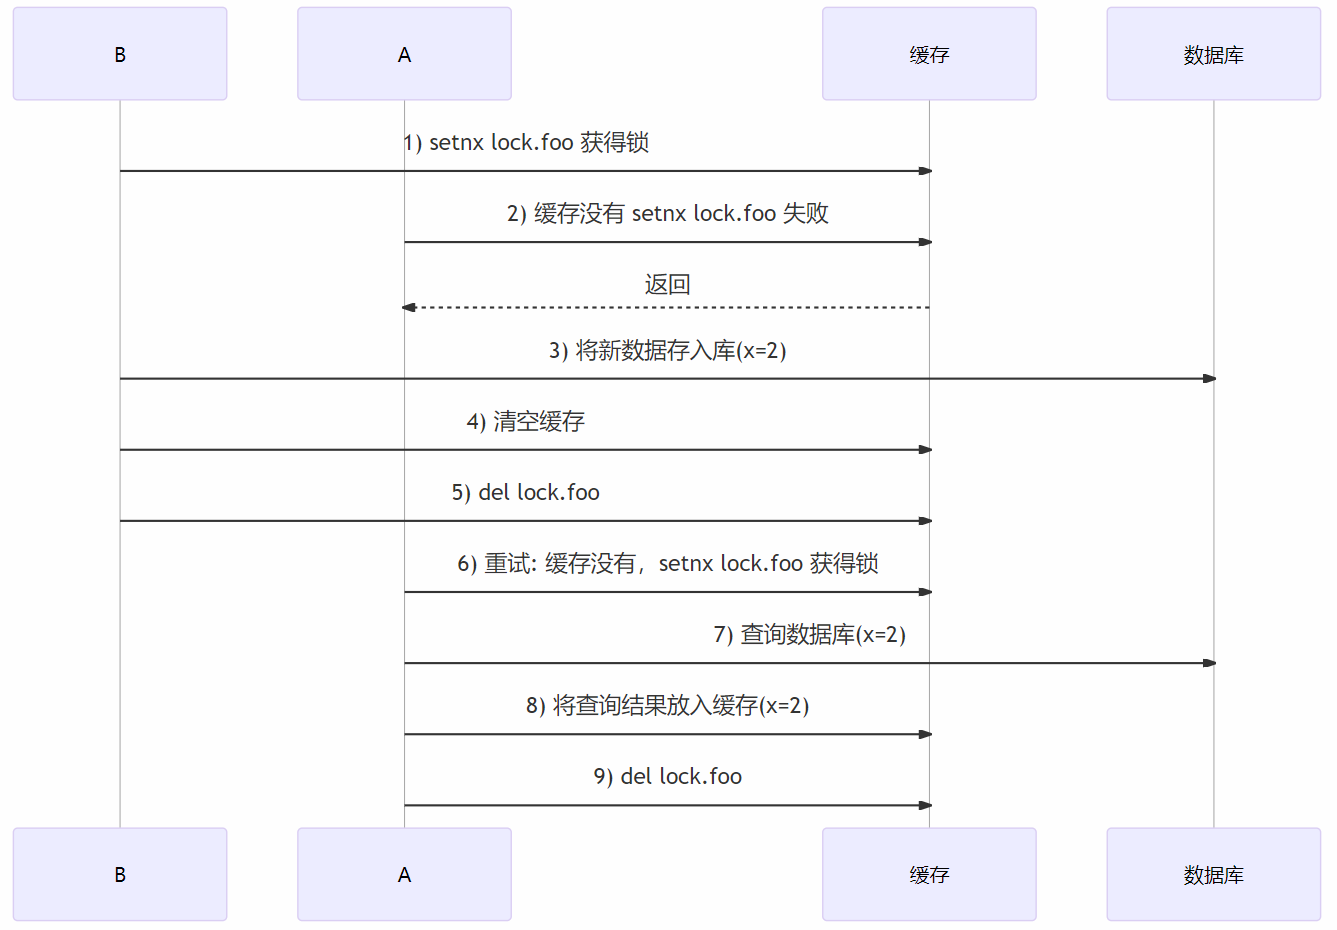 B
A
缓存
数据库
1) setnx lock.foo 获得锁
2) 缓存没有 setnx lock.foo 失败
返回
3) 将新数据存入库(x=2)
4) 清空缓存
5) del lock.foo
6) 重试: 缓存没有，setnx lock.foo 获得锁
7) 查询数据库(x=2)
8) 将查询结果放入缓存(x=2)
9) del lock.foo
B
A
缓存
数据库